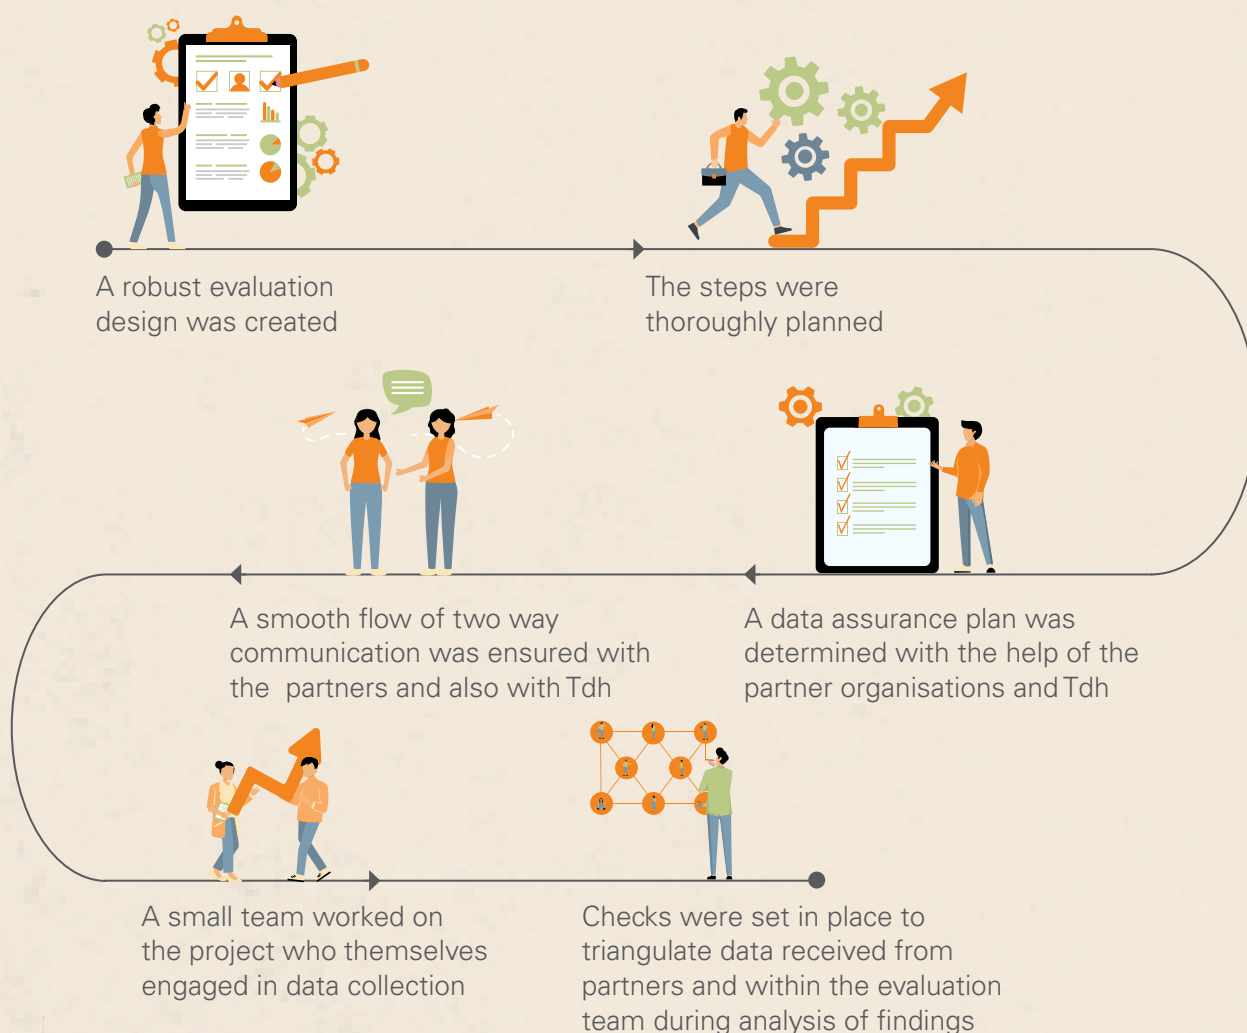 A robust evaluation
design was created
The steps were
thoroughly planned
A data assurance plan was
determined with the help of the
partner organisations and Tdh
A smooth flow of two way
communication was ensured with
the partners and also with Tdh
A small team worked on
the project who themselves
engaged in data collection
Checks were set in place to
triangulate data received from
partners and within the evaluation
team during analysis of findings